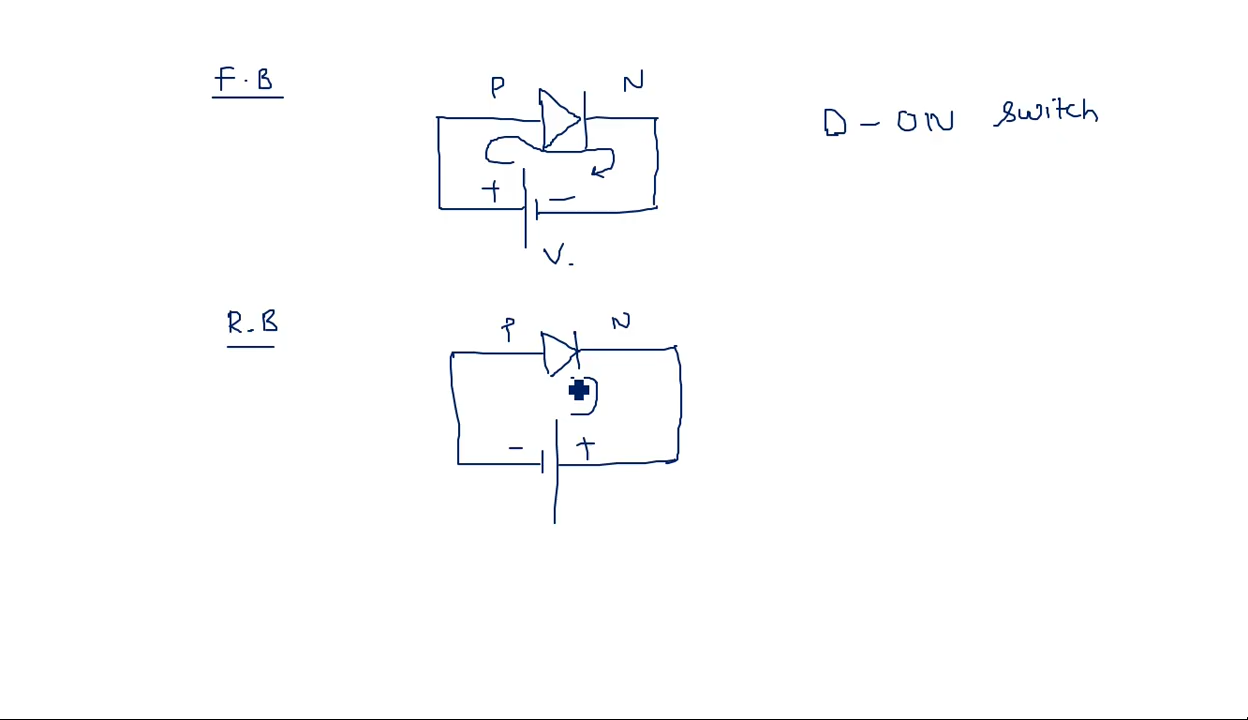 F.B
P N
D - ON switch
+ -
V.
R.B
P N
- +